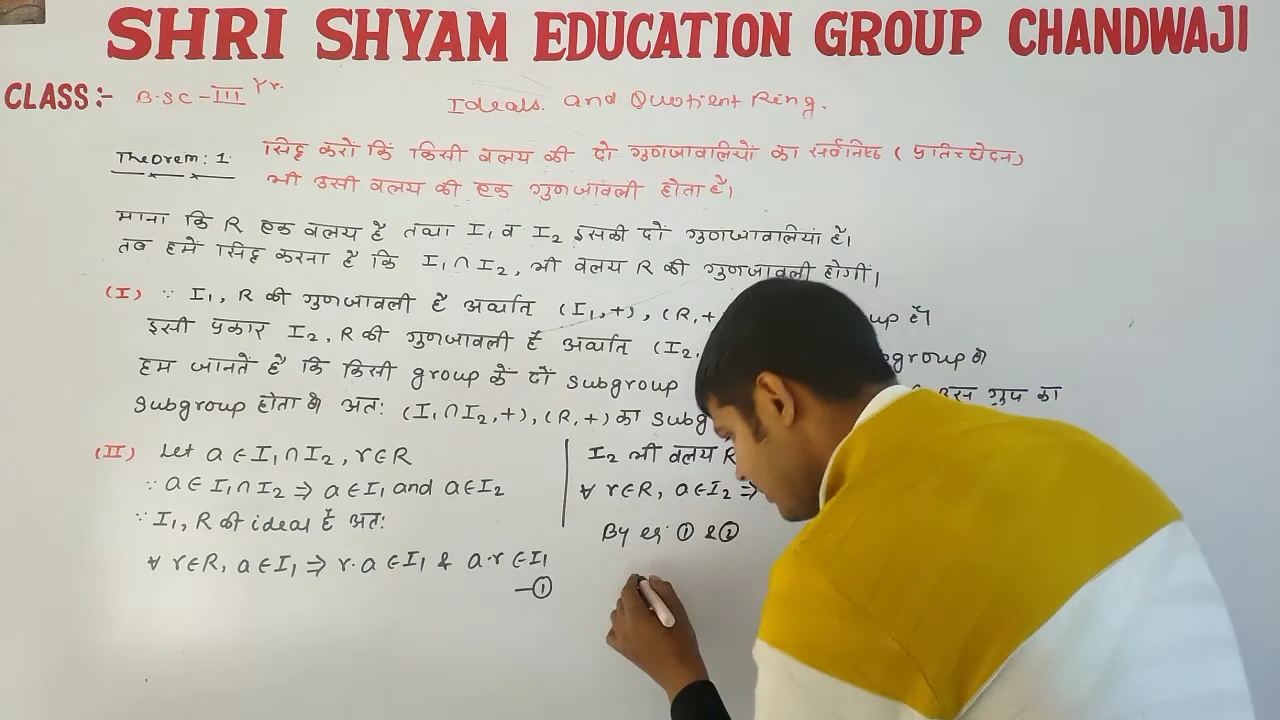 SHRI SHYAM EDUCATION GROUP CHANDWAJI
CLASS:- B.SC - III Yr.
Ideals. and Quotient Ring.
Theorem: 1. सिद्ध करों कि किसी वलय की दो गुणजावालियों का सर्वनिष्ठ ( प्रतिच्छेदन)
भी उसी वलय की एक गुणजावली होता है।
माना कि R एक वलय है तथा I₁ व I₂ इसकी दों गुणजावालियां है।
तब हमें सिद्ध करना है कि I₁∩I₂, भी वलय R की गुणजावली होगीं।
(I) ∵ I₁, R की गुणजावली है अर्थात (I₁,+), (R,+ up है।
इसी प्रकार I₂, R की गुणजावली है अर्थात (I₂, bgroup है
हम जानतें है कि किसी group कें दों subgroup उस ग्रुप का
subgroup होता है अतः (I₁∩I₂,+), (R,+) का subg
(II) Let a∈I₁∩I₂, r∈R
∵ a∈I₁∩I₂ ⇒ a∈I₁ and a∈I₂
∵ I₁, R की ideal है अतः
∀ r∈R, a∈I₁ ⇒ r.a∈I₁ & a.r∈I₁
—①
I₂ भी वलय R
∀ r∈R, a∈I₂ ⇒
By eq. ① & ②